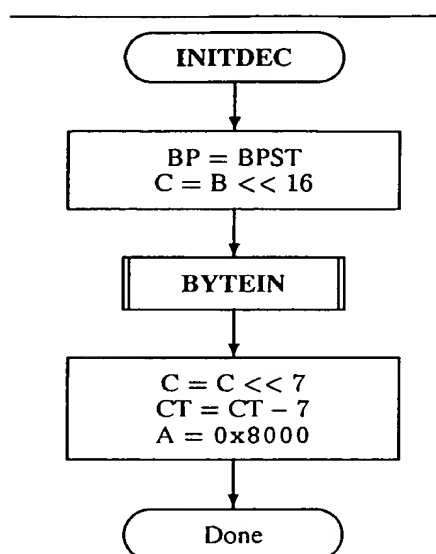 INITDEC
BP = BPST
C = B << 16
BYTEIN
C = C << 7
CT = CT − 7
A = 0x8000
Done